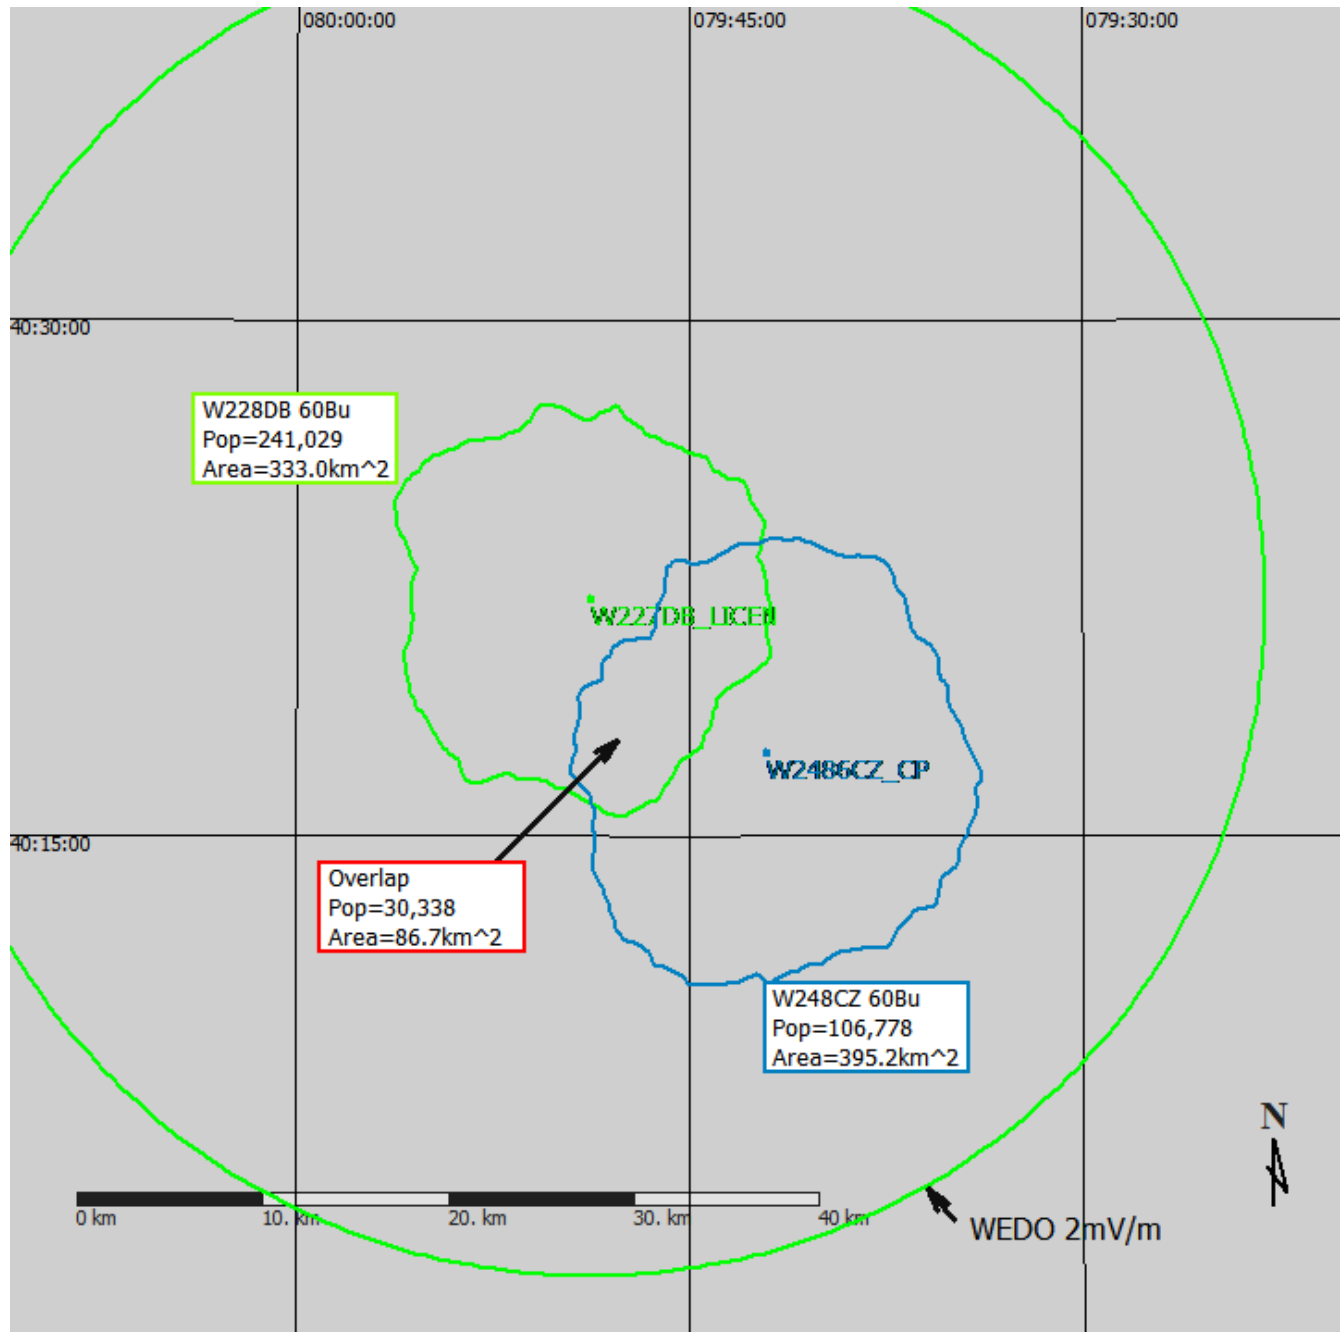 080:00:00
079:45:00
079:30:00
40:30:00
W228DB 60Bu
Pop=241,029
Area=333.0km^2
W227DB_LICEN
W2486CZ_CP
40:15:00
Overlap
Pop=30,338
Area=86.7km^2
W248CZ 60Bu
Pop=106,778
Area=395.2km^2
N
0 km
10. km
20. km
30. km
40 km
WEDO 2mV/m